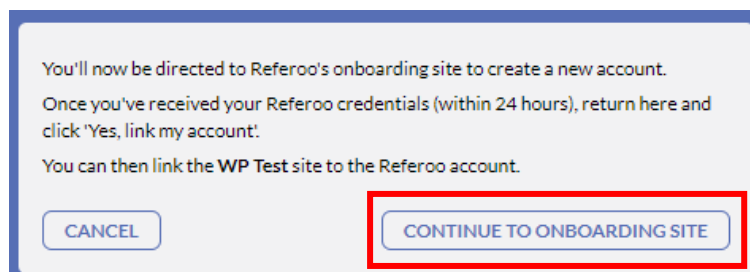 You'll now be directed to Referoo's onboarding site to create a new account.
Once you've received your Referoo credentials (within 24 hours), return here and
click 'Yes, link my account'.
You can then link the WP Test site to the Referoo account.
CANCEL
CONTINUE TO ONBOARDING SITE